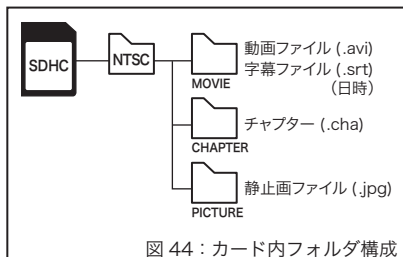 SDHC
NTSC
MOVIE
動画ファイル (.avi)
字幕ファイル (.srt)
（日時）
CHAPTER
チャプター (.cha)
PICTURE
静止画ファイル (.jpg)
図 44：カード内フォルダ構成